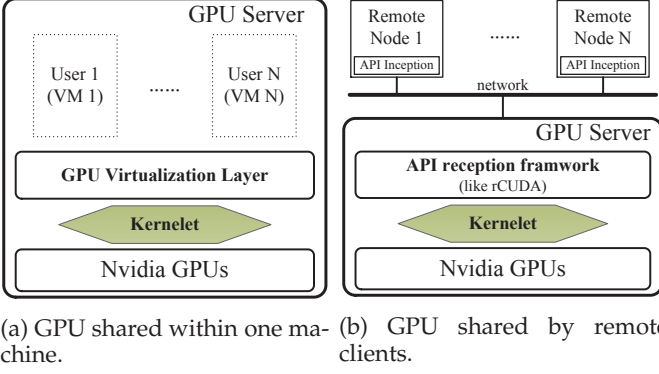 GPU Server
User 1
(VM 1)
......
User N
(VM N)
GPU Virtualization Layer
Kernelet
Nvidia GPUs
(a) GPU shared within one ma-
chine.
Remote
Node 1
API Inception
......
Remote
Node N
API Inception
network
GPU Server
API reception framwork
(like rCUDA)
Kernelet
Nvidia GPUs
(b) GPU shared by remote
clients.